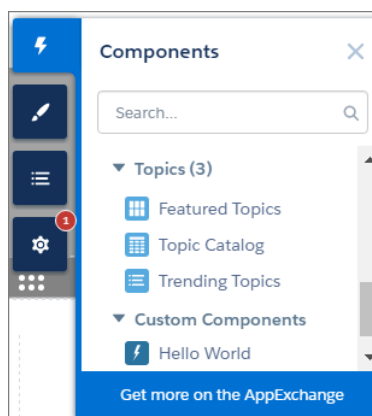 Components
Search...
Topics (3)
Featured Topics
Topic Catalog
Trending Topics
1
Custom Components
Hello World
Get more on the AppExchange